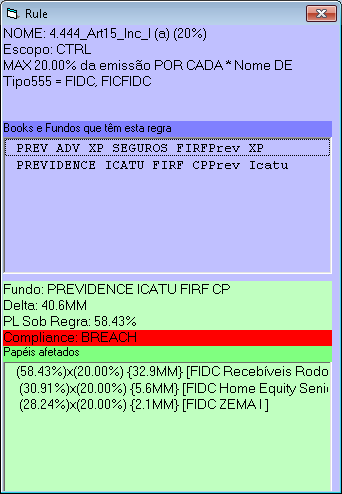 Rule
NOME: 4.444_Art15_Inc_I (a) (20%)
Escopo: CTRL
MAX 20.00% da emissão POR CADA * Nome DE
Tipo555 = FIDC, FICFIDC
Books e Fundos que têm esta regra
PREV ADV XP SEGUROS FIRFPrev XP
PREVIDENCE ICATU FIRF CPPrev Icatu
Fundo: PREVIDENCE ICATU FIRF CP
Delta: 40.6MM
PL Sob Regra: 58.43%
Compliance: BREACH
Papéis afetados
(58.43%)x(20.00%) {32.9MM} [FIDC Recebíveis Rodo
(30.91%)x(20.00%) {5.6MM} [FIDC Home Equity Seni
(28.24%)x(20.00%) {2.1MM} [FIDC ZEMA I ]